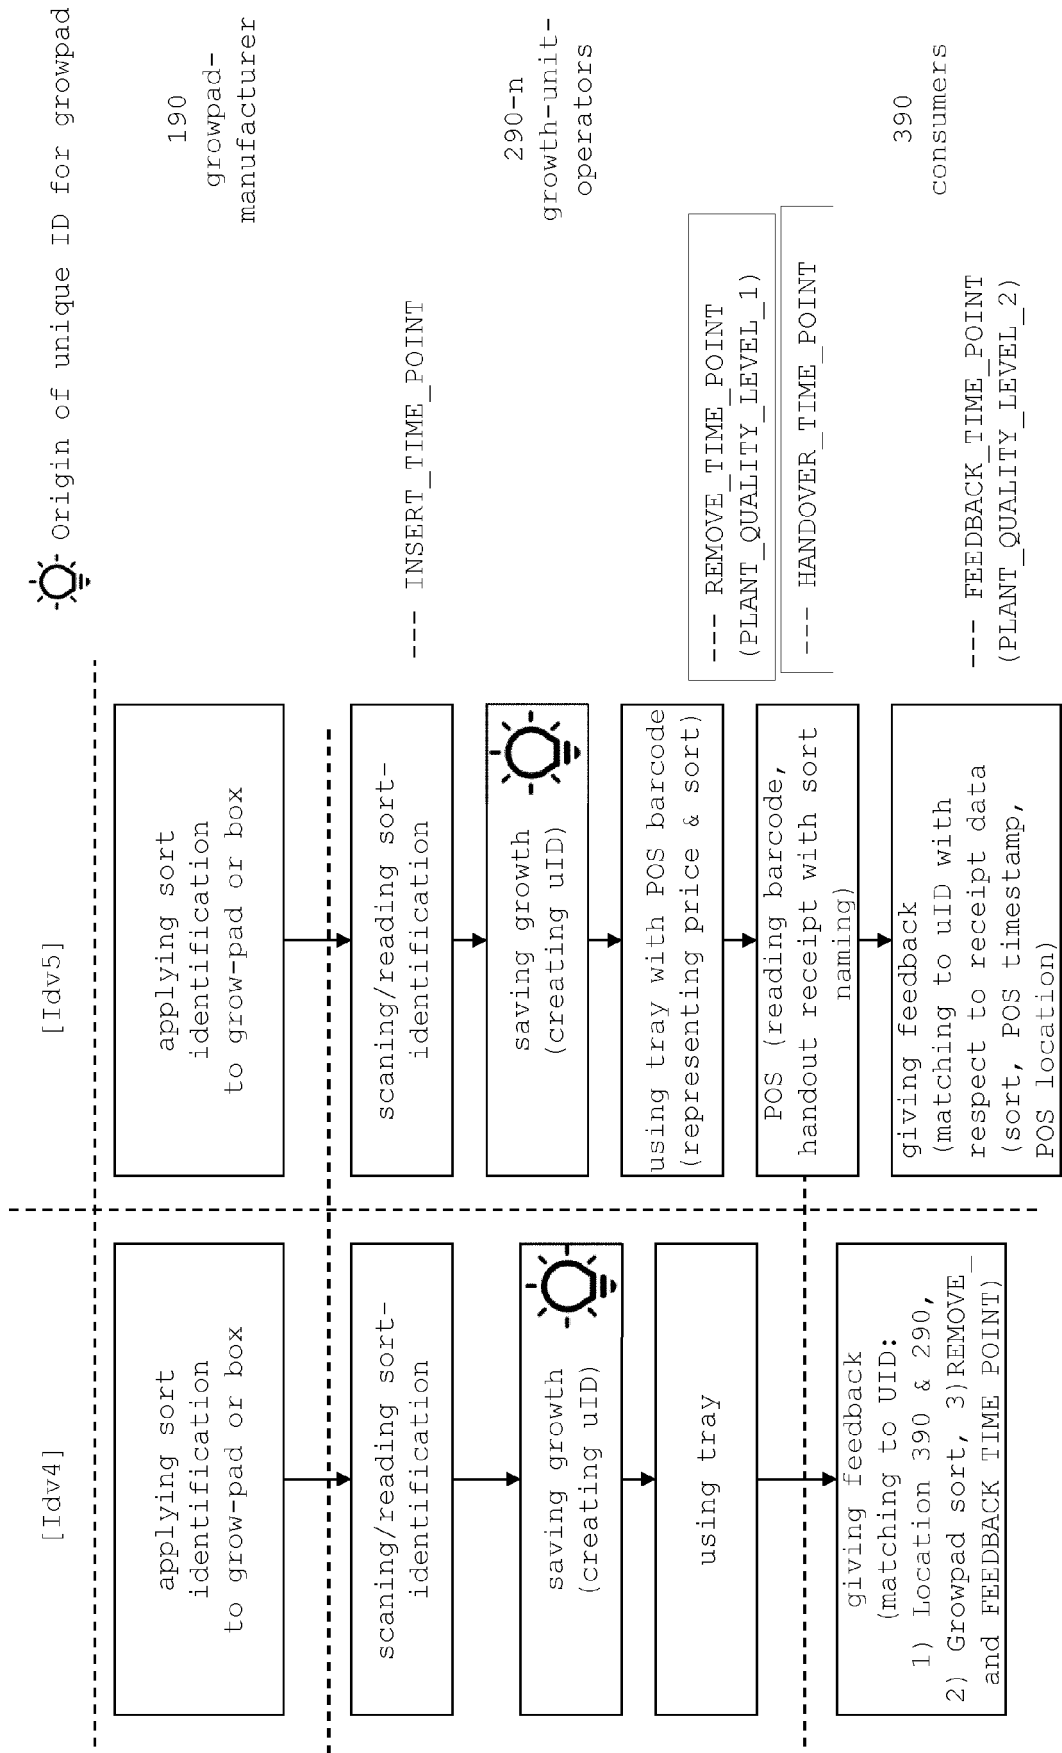 [Idv4]
[Idv5]
Origin of unique ID for growpad
applying sort
identification
to grow-pad or box
applying sort
identification
to grow-pad or box
190
growpad-
manufacturer
scaning/reading sort-
identification
scaning/reading sort-
identification
--- INSERT_TIME_POINT
saving growth
(creating uID)
saving growth
(creating uID)
290-n
growth-unit-
operators
using tray
using tray with POS barcode
(representing price & sort)
--- REMOVE_TIME_POINT
(PLANT_QUALITY_LEVEL_1)
POS (reading barcode,
handout receipt with sort
naming)
--- HANDOVER_TIME_POINT
giving feedback
(matching to UID:
1) Location 390 & 290,
2) Growpad sort, 3)REMOVE_
and FEEDBACK TIME POINT)
giving feedback
(matching to uID with
respect to receipt data
(sort, POS timestamp,
POS location)
--- FEEDBACK_TIME_POINT
(PLANT_QUALITY_LEVEL_2)
390
consumers